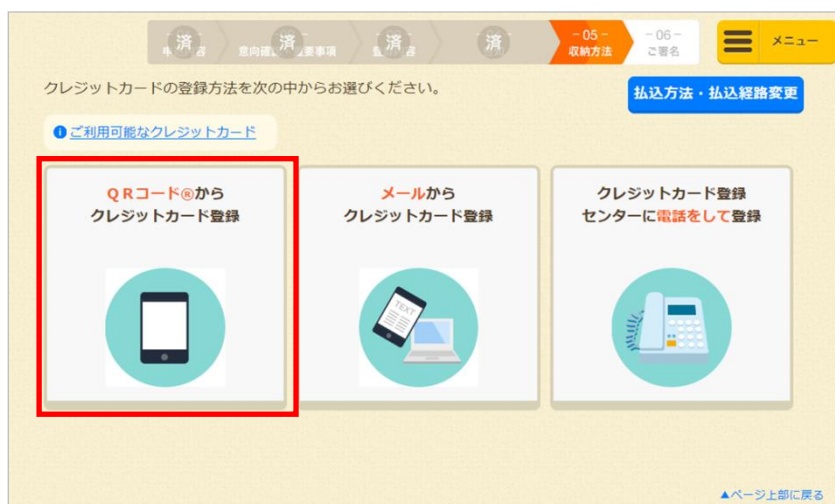 済
済
意向確
要事項
済
済
- 05 -
収納方法
- 06 -
ご署名
メニュー
クレジットカードの登録方法を次の中からお選びください。
払込方法・払込経路変更
ご利用可能なクレジットカード
QRコード®から
クレジットカード登録
メールから
クレジットカード登録
クレジットカード登録
センターに電話をして登録
TEXT
▲ページ上部に戻る